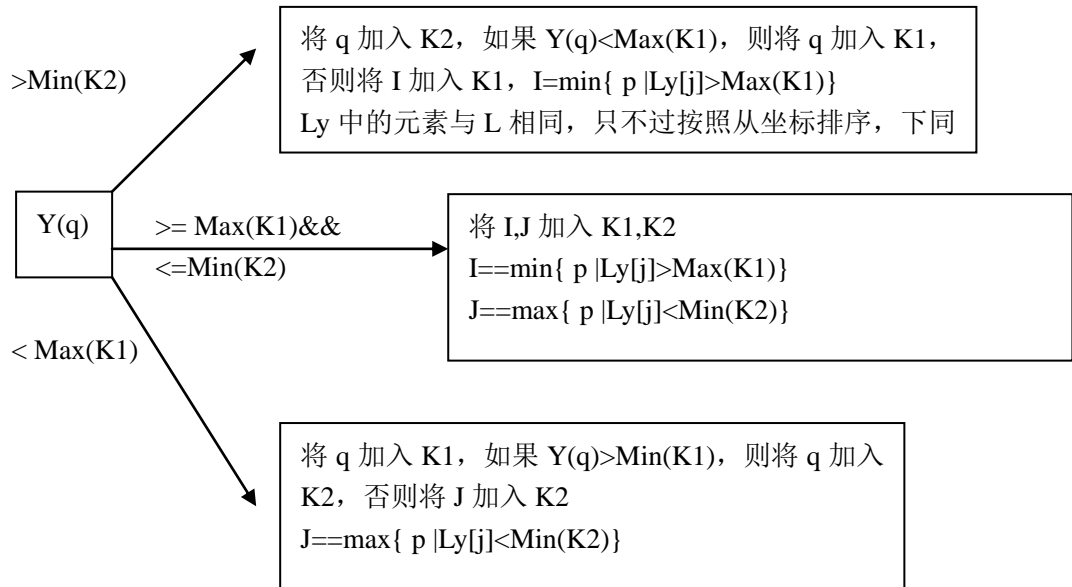 将 q 加入 K2，如果 Y(q)<Max(K1)，则将 q 加入 K1，
否则将 I 加入 K1，I=min{ p |Ly[j]>Max(K1)}
Ly 中的元素与 L 相同，只不过按照从坐标排序，下同
>Min(K2)
Y(q)
>= Max(K1)&&
<=Min(K2)
将 I,J 加入 K1,K2
I==min{ p |Ly[j]>Max(K1)}
J==max{ p |Ly[j]<Min(K2)}
< Max(K1)
将 q 加入 K1，如果 Y(q)>Min(K1)，则将 q 加入
K2，否则将 J 加入 K2
J==max{ p |Ly[j]<Min(K2)}